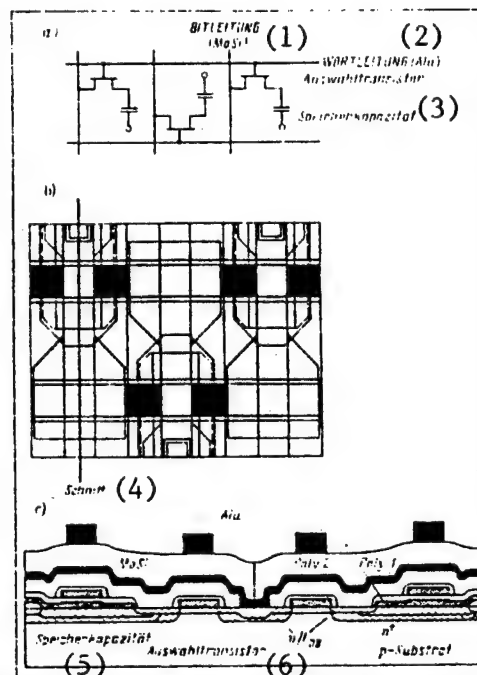 a)
BITLEITUNG (1) (2)
(MoSi)
WORTLEITUNG (Alu)
Auswahltransistor
Speicherkapazität (3)
b)
Schnitt (4)
c)
Alu
MoSi Poly 2 Poly 1
n⁺
Speicherkapazität Auswahltransistor p-Substrat
(5) (6)